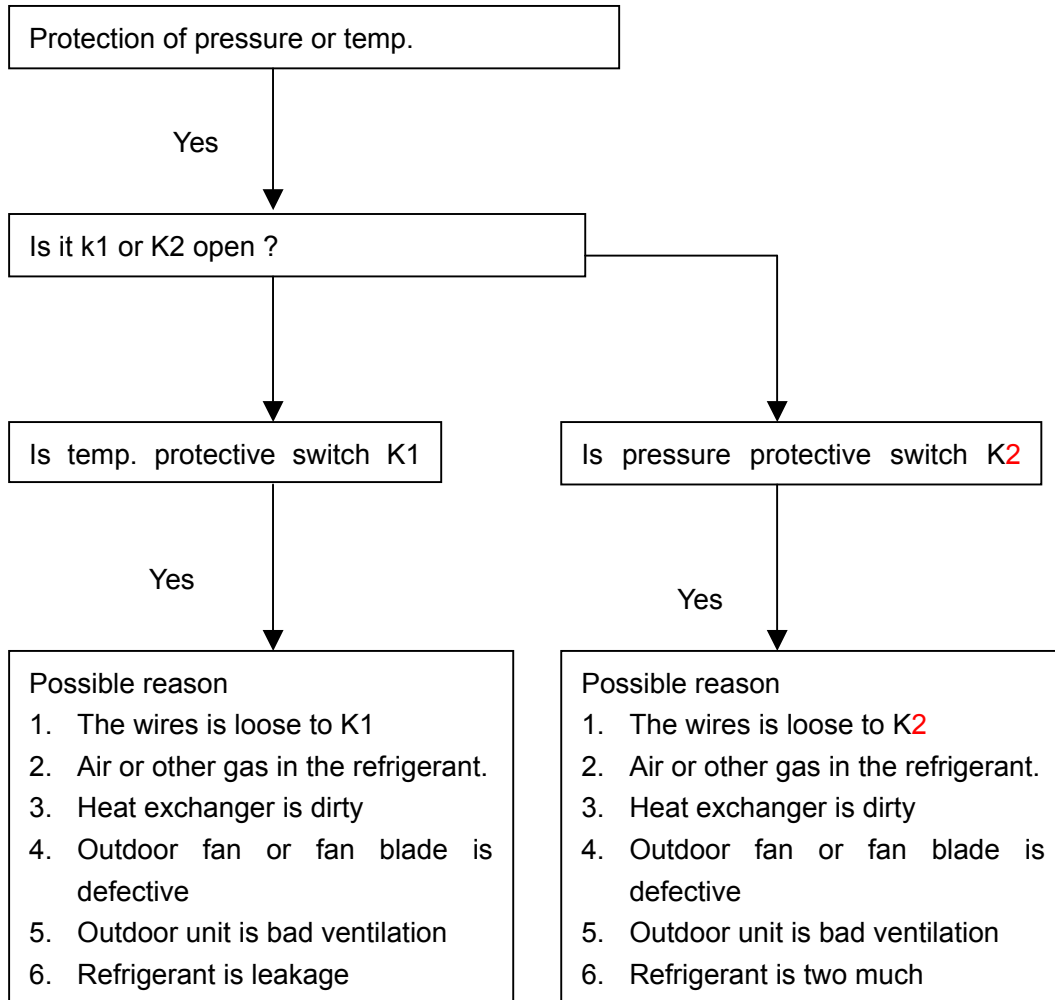 Protection of pressure or temp.
Yes
Is it k1 or K2 open ?
Is temp. protective switch K1
Is pressure protective switch K2
Yes
Yes
Possible reason
1. The wires is loose to K1
2. Air or other gas in the refrigerant.
3. Heat exchanger is dirty
4. Outdoor fan or fan blade is
defective
5. Outdoor unit is bad ventilation
6. Refrigerant is leakage
Possible reason
1. The wires is loose to K2
2. Air or other gas in the refrigerant.
3. Heat exchanger is dirty
4. Outdoor fan or fan blade is
defective
5. Outdoor unit is bad ventilation
6. Refrigerant is two much